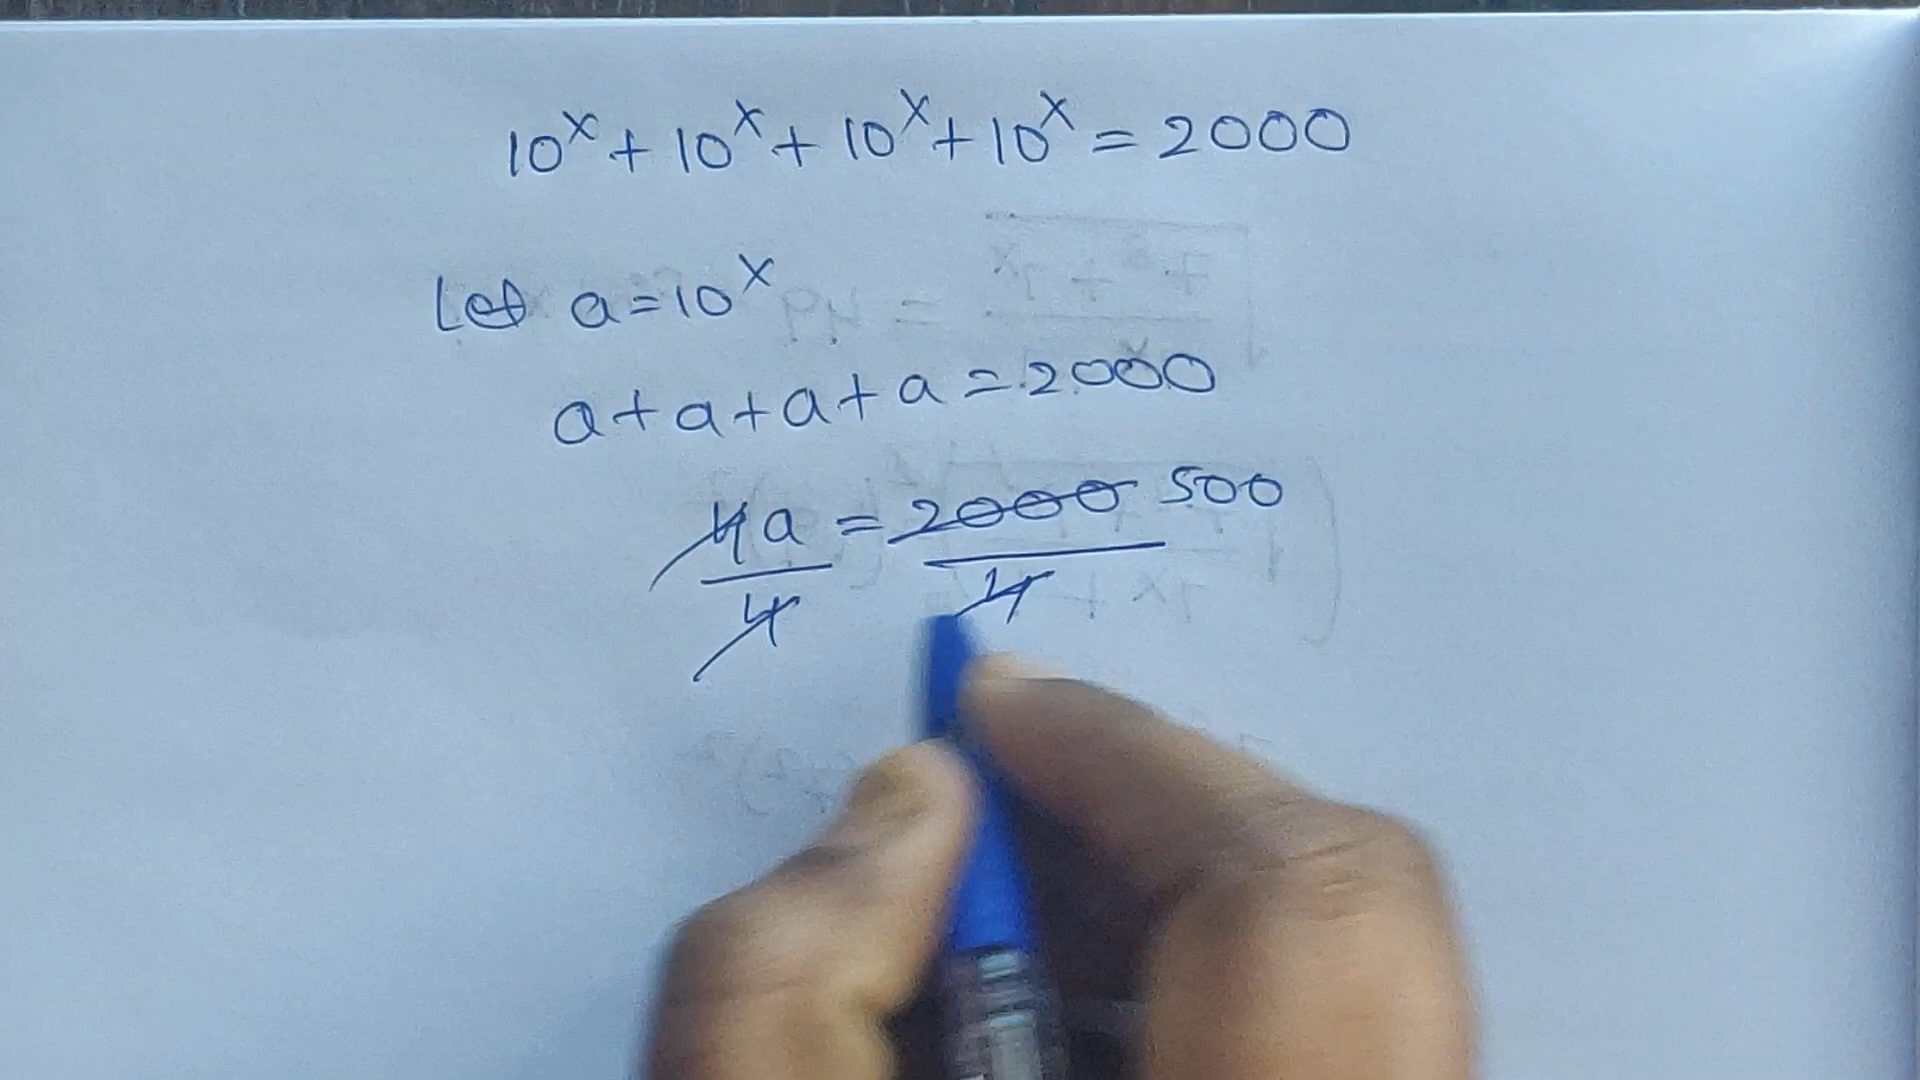 10^x + 10^x + 10^x + 10^x = 2000
Let a = 10^x
a + a + a + a = 2000
4a/4 = 2000/4 500